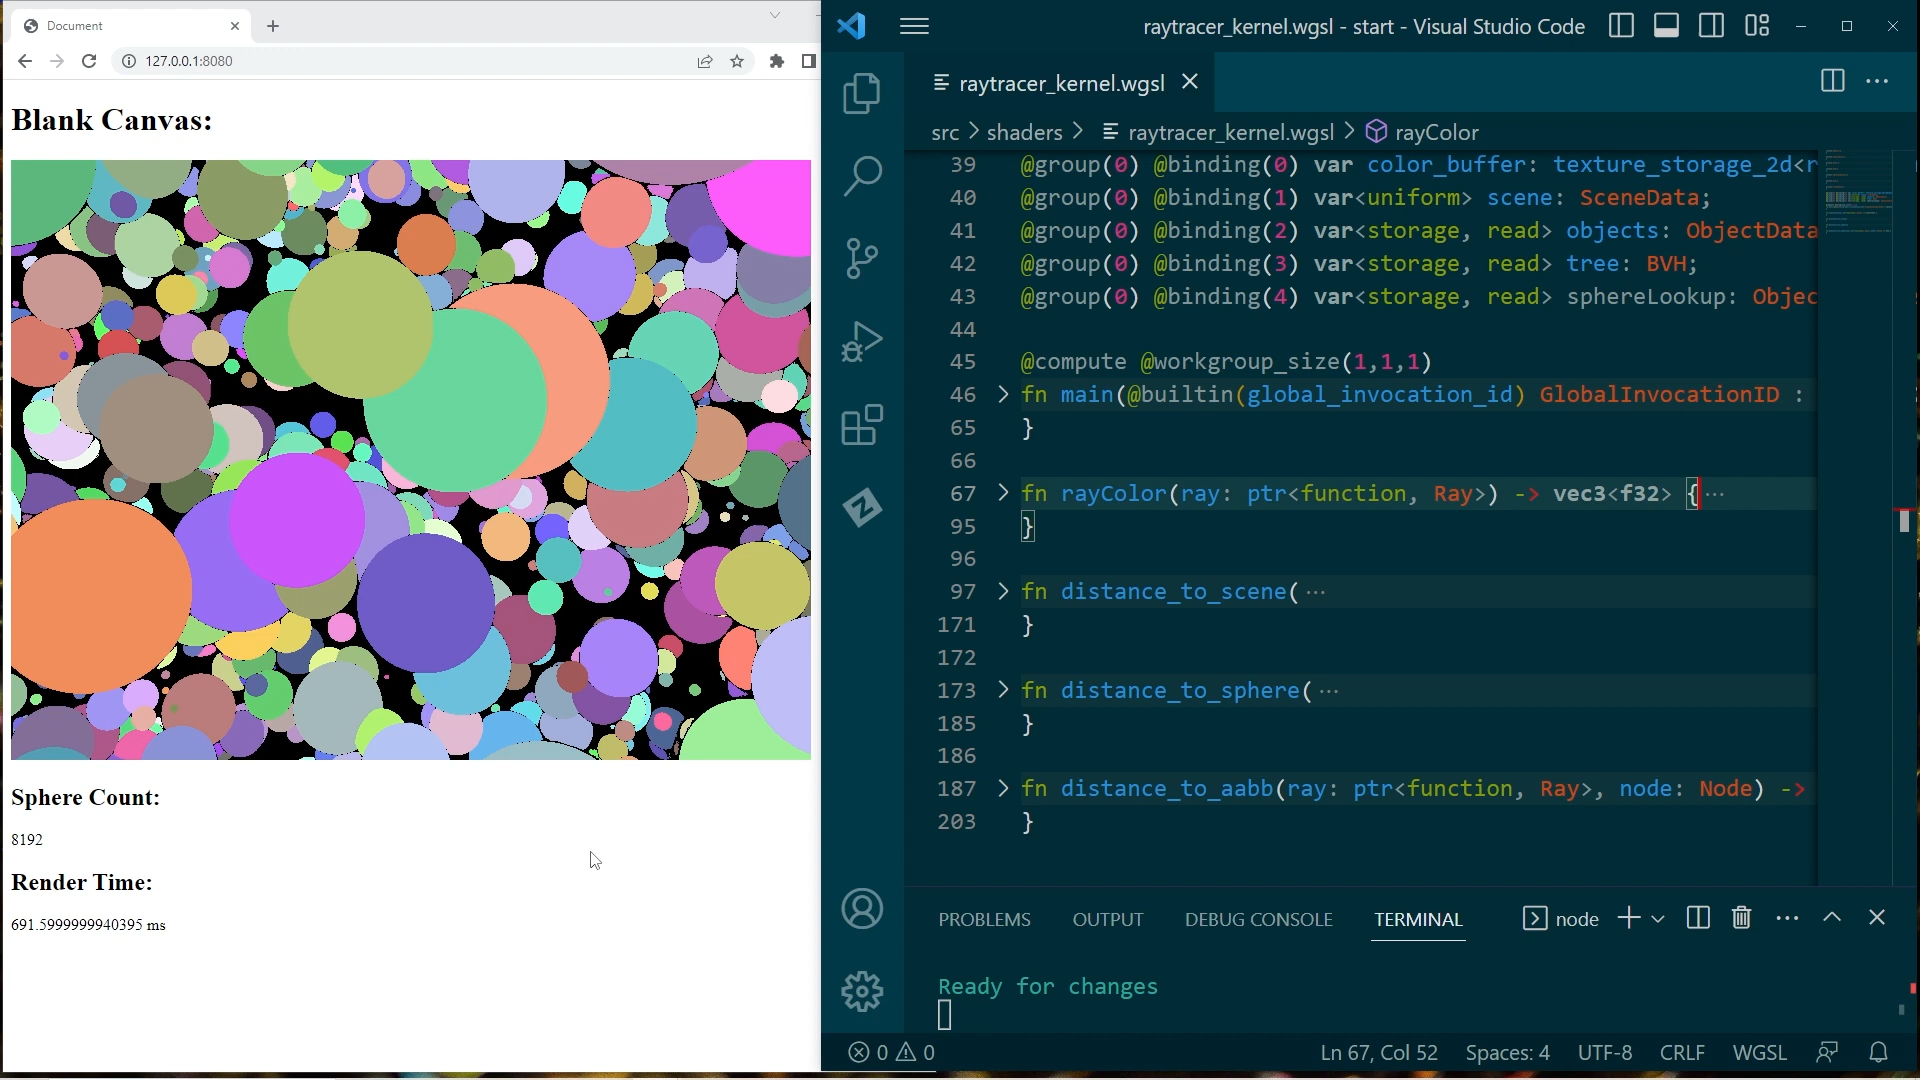 Document
127.0.0.1:8080
Blank Canvas:
Sphere Count:
8192
Render Time:
691.5999999940395 ms
raytracer_kernel.wgsl - start - Visual Studio Code
raytracer_kernel.wgsl
src > shaders > raytracer_kernel.wgsl > rayColor
39 @group(0) @binding(0) var color_buffer: texture_storage_2d<r
40 @group(0) @binding(1) var<uniform> scene: SceneData;
41 @group(0) @binding(2) var<storage, read> objects: ObjectData
42 @group(0) @binding(3) var<storage, read> tree: BVH;
43 @group(0) @binding(4) var<storage, read> sphereLookup: Objec
44
45 @compute @workgroup_size(1,1,1)
46 > fn main(@builtin(global_invocation_id) GlobalInvocationID :
65 }
66
67 > fn rayColor(ray: ptr<function, Ray>) -> vec3<f32> {⋯
95 }
96
97 > fn distance_to_scene(⋯
171 }
172
173 > fn distance_to_sphere(⋯
185 }
186
187 > fn distance_to_aabb(ray: ptr<function, Ray>, node: Node) ->
203 }
PROBLEMS OUTPUT DEBUG CONSOLE TERMINAL node
Ready for changes
0 0 Ln 67, Col 52 Spaces: 4 UTF-8 CRLF WGSL